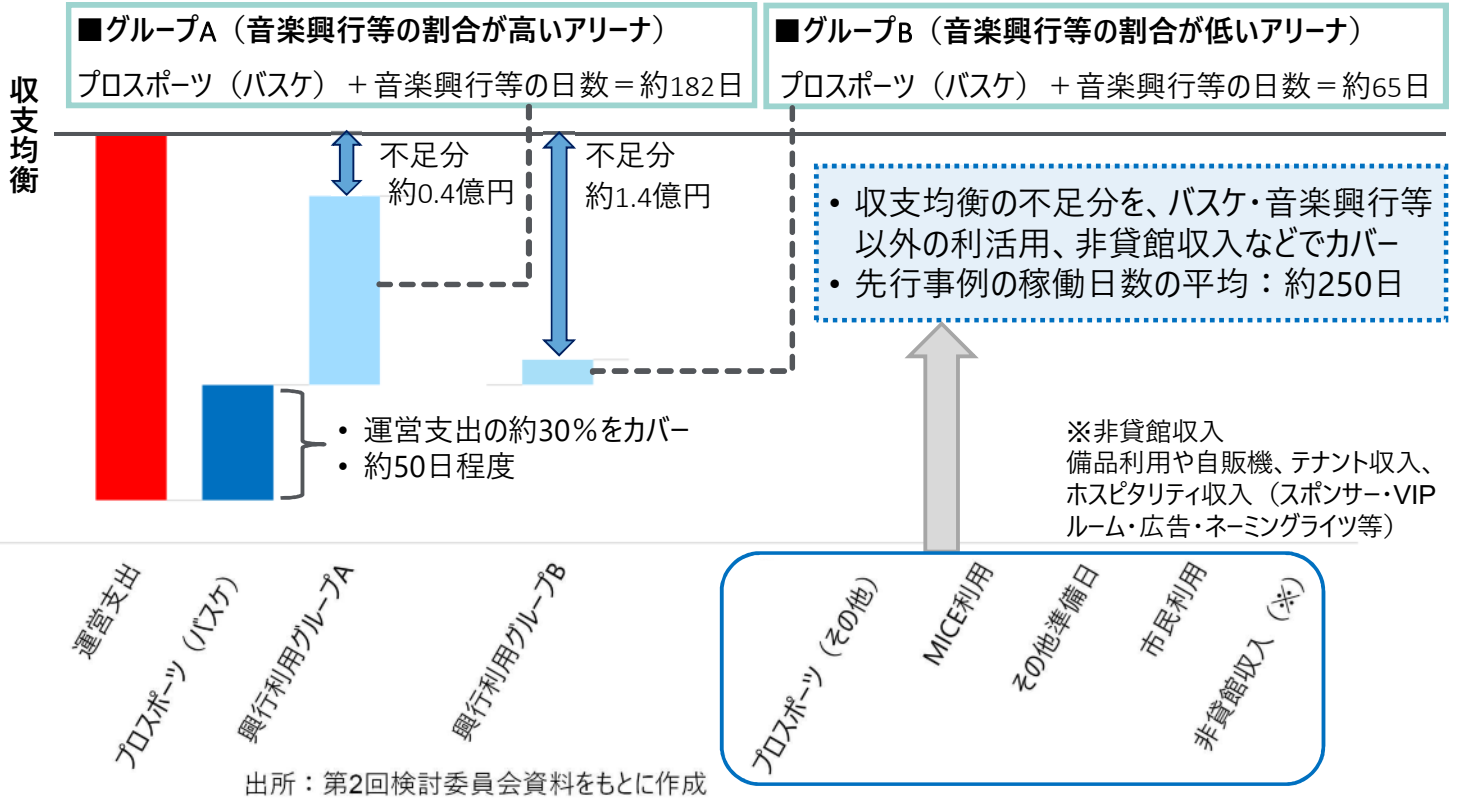 ■グループA（音楽興行等の割合が高いアリーナ）
プロスポーツ（バスケ）＋音楽興行等の日数＝約182日
■グループB（音楽興行等の割合が低いアリーナ）
プロスポーツ（バスケ）＋音楽興行等の日数＝約65日
収支均衡
不足分
約0.4億円
不足分
約1.4億円
• 収支均衡の不足分を、バスケ・音楽興行等
以外の利活用、非貸館収入などでカバー
• 先行事例の稼働日数の平均：約250日
• 運営支出の約30％をカバー
• 約50日程度
※非貸館収入
備品利用や自販機、テナント収入、
ホスピタリティ収入（スポンサー・VIP
ルーム・広告・ネーミングライツ等）
運営支出
プロスポーツ（バスケ）
興行利用グループA
興行利用グループB
プロスポーツ（その他）
MICE利用
その他準備日
市民利用
非貸館収入（※）
出所：第2回検討委員会資料をもとに作成